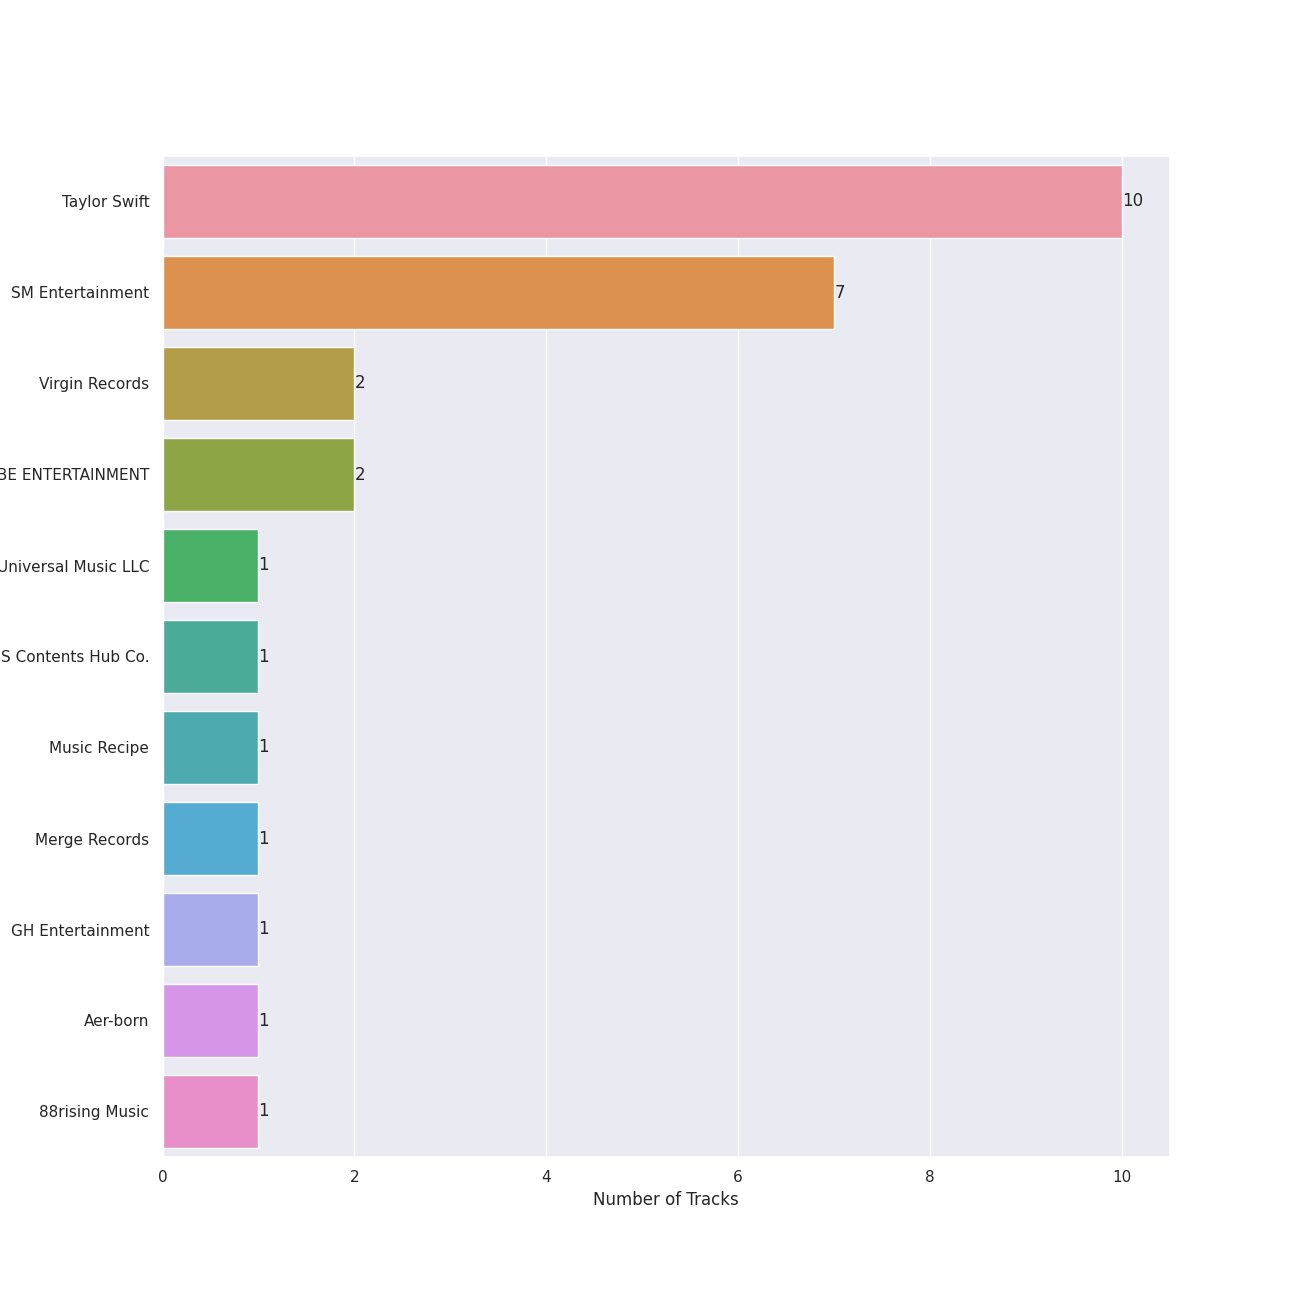 Taylor Swift
10
SM Entertainment
7
Virgin Records
2
BE ENTERTAINMENT
2
Universal Music LLC
1
S Contents Hub Co.
1
Music Recipe
1
Merge Records
1
GH Entertainment
1
Aer-born
1
88rising Music
1
0 2 4 6 8 10
Number of Tracks